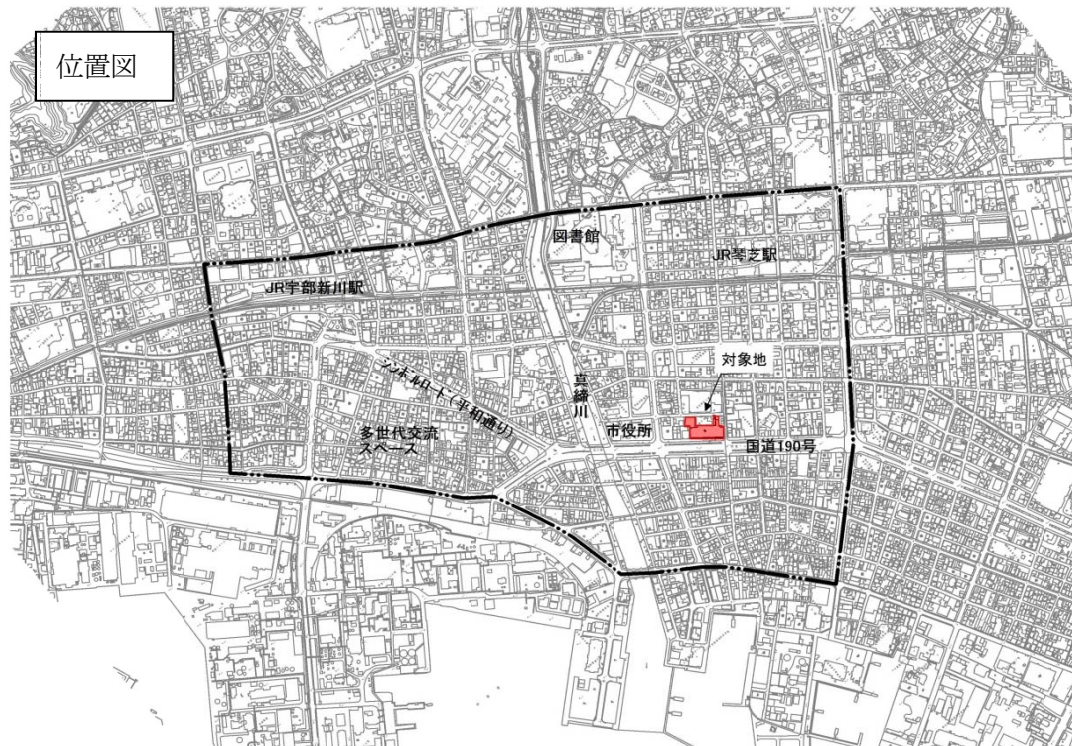 位置図
図書館
JR琴芝駅
JR宇部新川駅
対象地
シンボルロード(平和通り)
真締川
多世代交流
スペース
市役所
国道190号